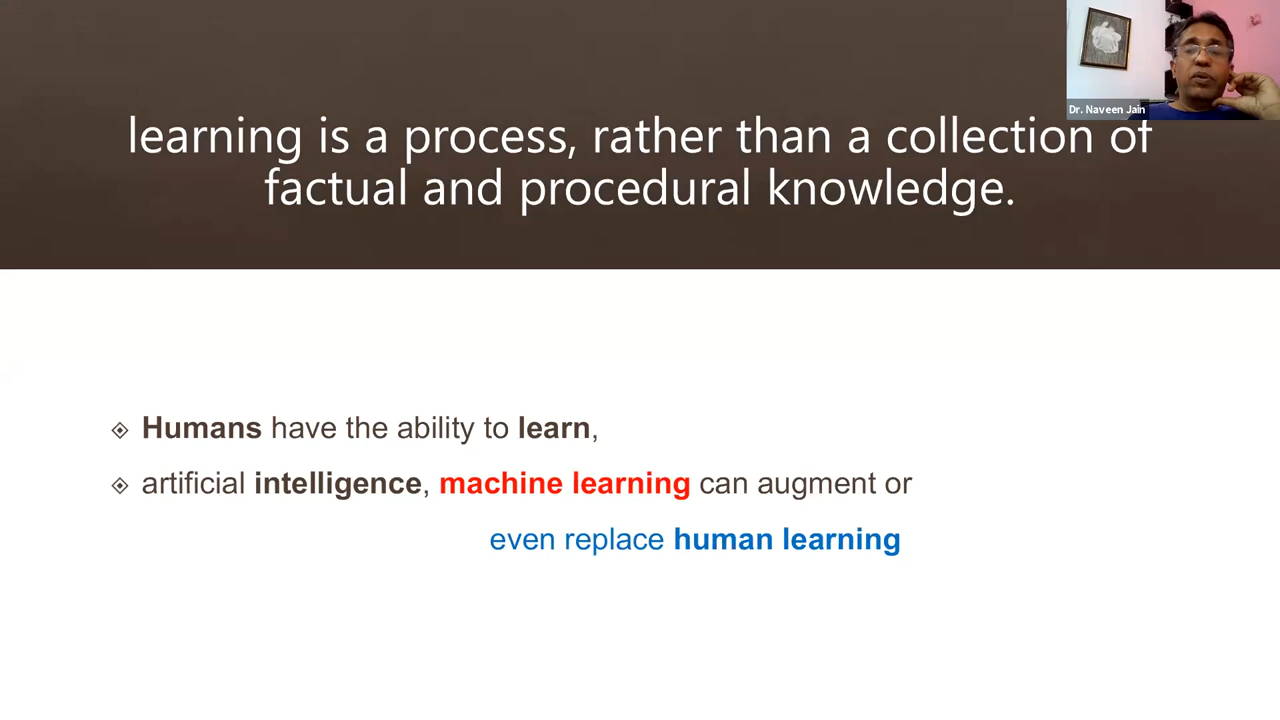 Dr. Naveen Jain
learning is a process, rather than a collection of
factual and procedural knowledge.
Humans have the ability to learn,
artificial intelligence, machine learning can augment or
even replace human learning